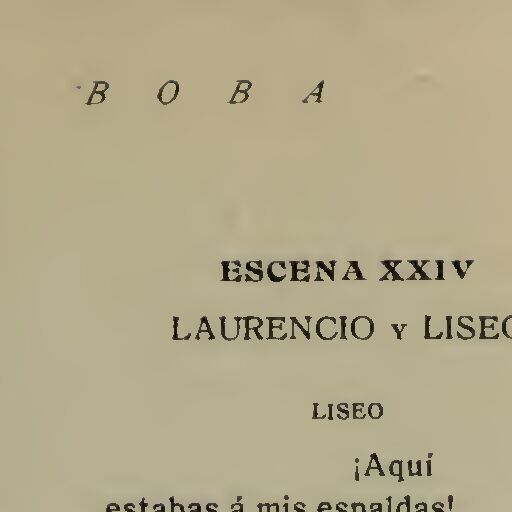 B O B A
ESCENA XXIV
LAURENCIO Y LISEO
LISEO
¡Aquí
estabas á mis espaldas!